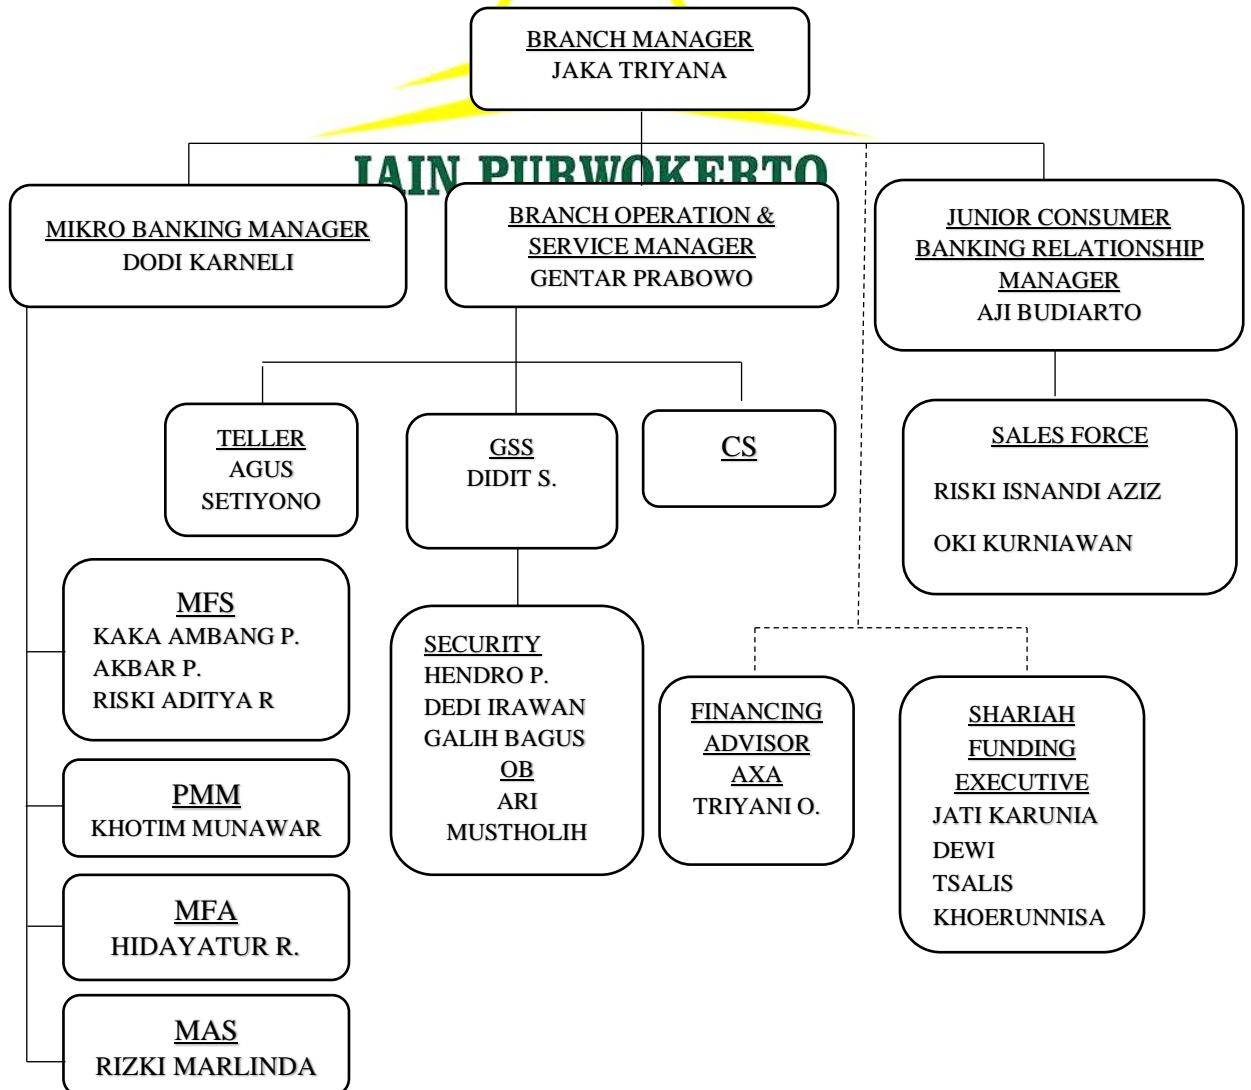 BRANCH MANAGER
JAKA TRIYANA
IAIN PURWOKERTO
MIKRO BANKING MANAGER
DODI KARNELI
BRANCH OPERATION &
SERVICE MANAGER
GENTAR PRABOWO
JUNIOR CONSUMER
BANKING RELATIONSHIP
MANAGER
AJI BUDIARTO
TELLER
AGUS
SETIYONO
GSS
DIDIT S.
CS
SALES FORCE
RISKI ISNANDI AZIZ
OKI KURNIAWAN
MFS
KAKA AMBANG P.
AKBAR P.
RISKI ADITYA R
SECURITY
HENDRO P.
DEDI IRAWAN
GALIH BAGUS
OB
ARI
MUSTHOLIH
FINANCING
ADVISOR
AXA
TRIYANI O.
SHARIAH
FUNDING
EXECUTIVE
JATI KARUNIA
DEWI
TSALIS
KHOERUNNISA
PMM
KHOTIM MUNAWAR
MFA
HIDAYATUR R.
MAS
RIZKI MARLINDA